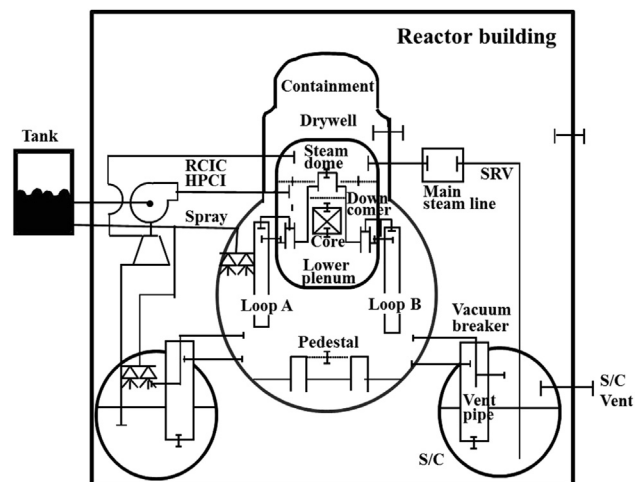 Reactor building
Containment
Drywell
Tank
Steam
dome
RCIC
HPCI
SRV
Main
steam line
Down
comer
Spray
Core
Lower
plenum
Loop A
Loop B
Vacuum
breaker
Pedestal
S/C
Vent
Vent
pipe
S/C